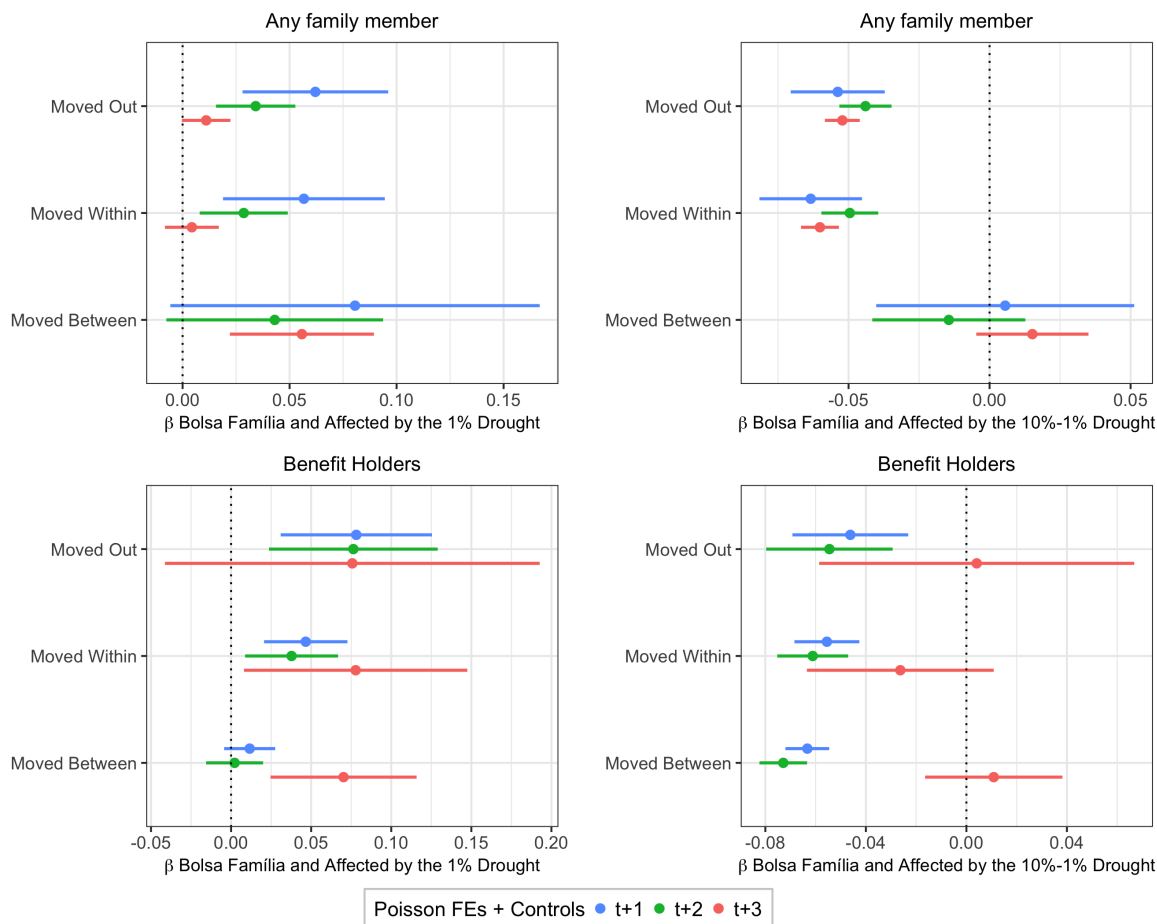 Any family member
Moved Out
Moved Within
Moved Between
0.00 0.05 0.10 0.15
β Bolsa Família and Affected by the 1% Drought
Any family member
Moved Out
Moved Within
Moved Between
-0.05 0.00 0.05
β Bolsa Família and Affected by the 10%-1% Drought
Benefit Holders
Moved Out
Moved Within
Moved Between
-0.05 0.00 0.05 0.10 0.15 0.20
β Bolsa Família and Affected by the 1% Drought
Benefit Holders
Moved Out
Moved Within
Moved Between
-0.08 -0.04 0.00 0.04
β Bolsa Família and Affected by the 10%-1% Drought
Poisson FEs + Controls t+1 t+2 t+3